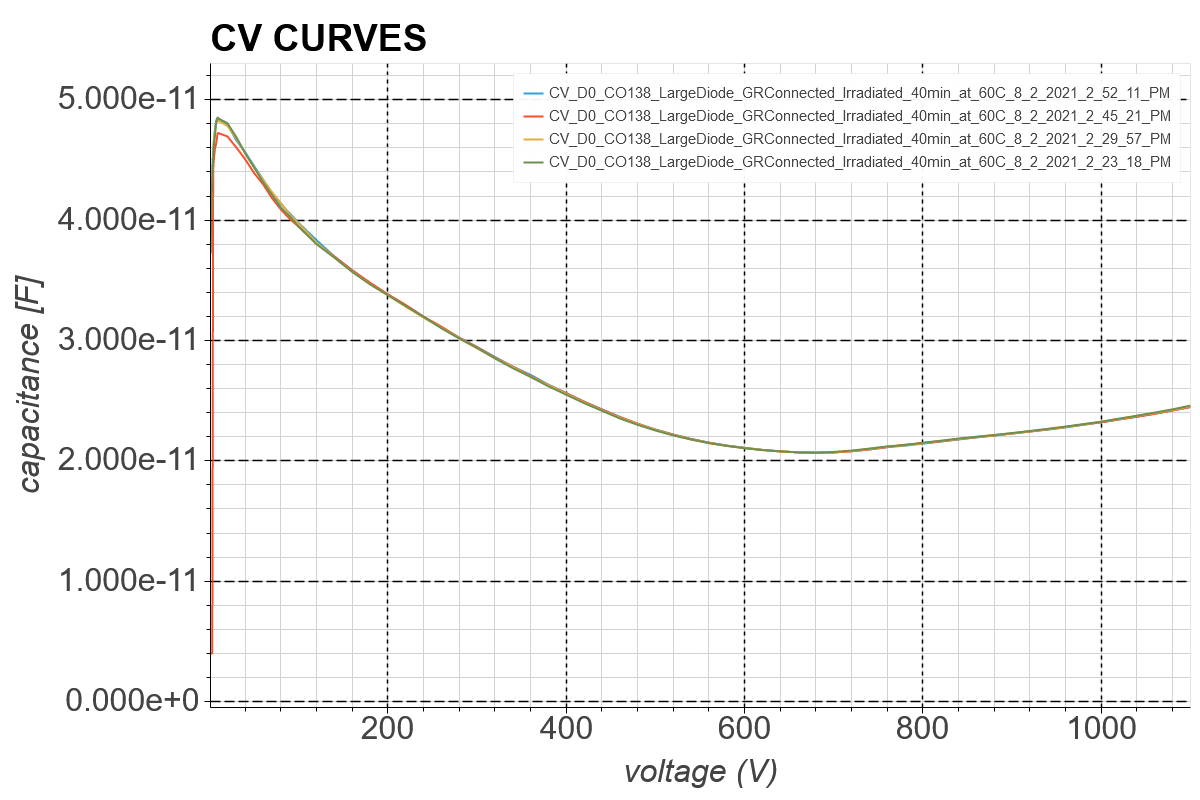 CV CURVES
CV_D0_CO138_LargeDiode_GRConnected_Irradiated_40min_at_60C_8_2_2021_2_52_11_PM
CV_D0_CO138_LargeDiode_GRConnected_Irradiated_40min_at_60C_8_2_2021_2_45_21_PM
CV_D0_CO138_LargeDiode_GRConnected_Irradiated_40min_at_60C_8_2_2021_2_29_57_PM
CV_D0_CO138_LargeDiode_GRConnected_Irradiated_40min_at_60C_8_2_2021_2_23_18_PM
5.000e-11
4.000e-11
3.000e-11
2.000e-11
1.000e-11
0.000e+0
capacitance [F]
200 400 600 800 1000
voltage (V)